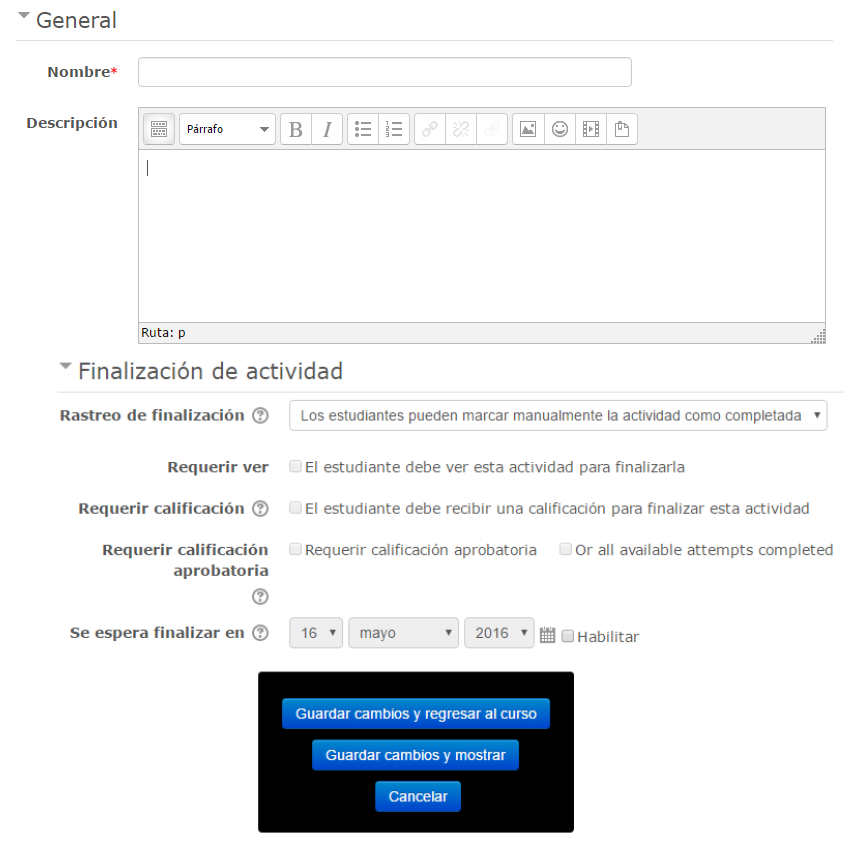 General
Nombre*
Descripción
Párrafo
B I
Ruta: p
Finalización de actividad
Rastreo de finalización Los estudiantes pueden marcar manualmente la actividad como completada
Requerir ver El estudiante debe ver esta actividad para finalizarla
Requerir calificación El estudiante debe recibir una calificación para finalizar esta actividad
Requerir calificación Requerir calificación aprobatoria Or all available attempts completed
aprobatoria
Se espera finalizar en 16 mayo 2016 Habilitar
Guardar cambios y regresar al curso
Guardar cambios y mostrar
Cancelar